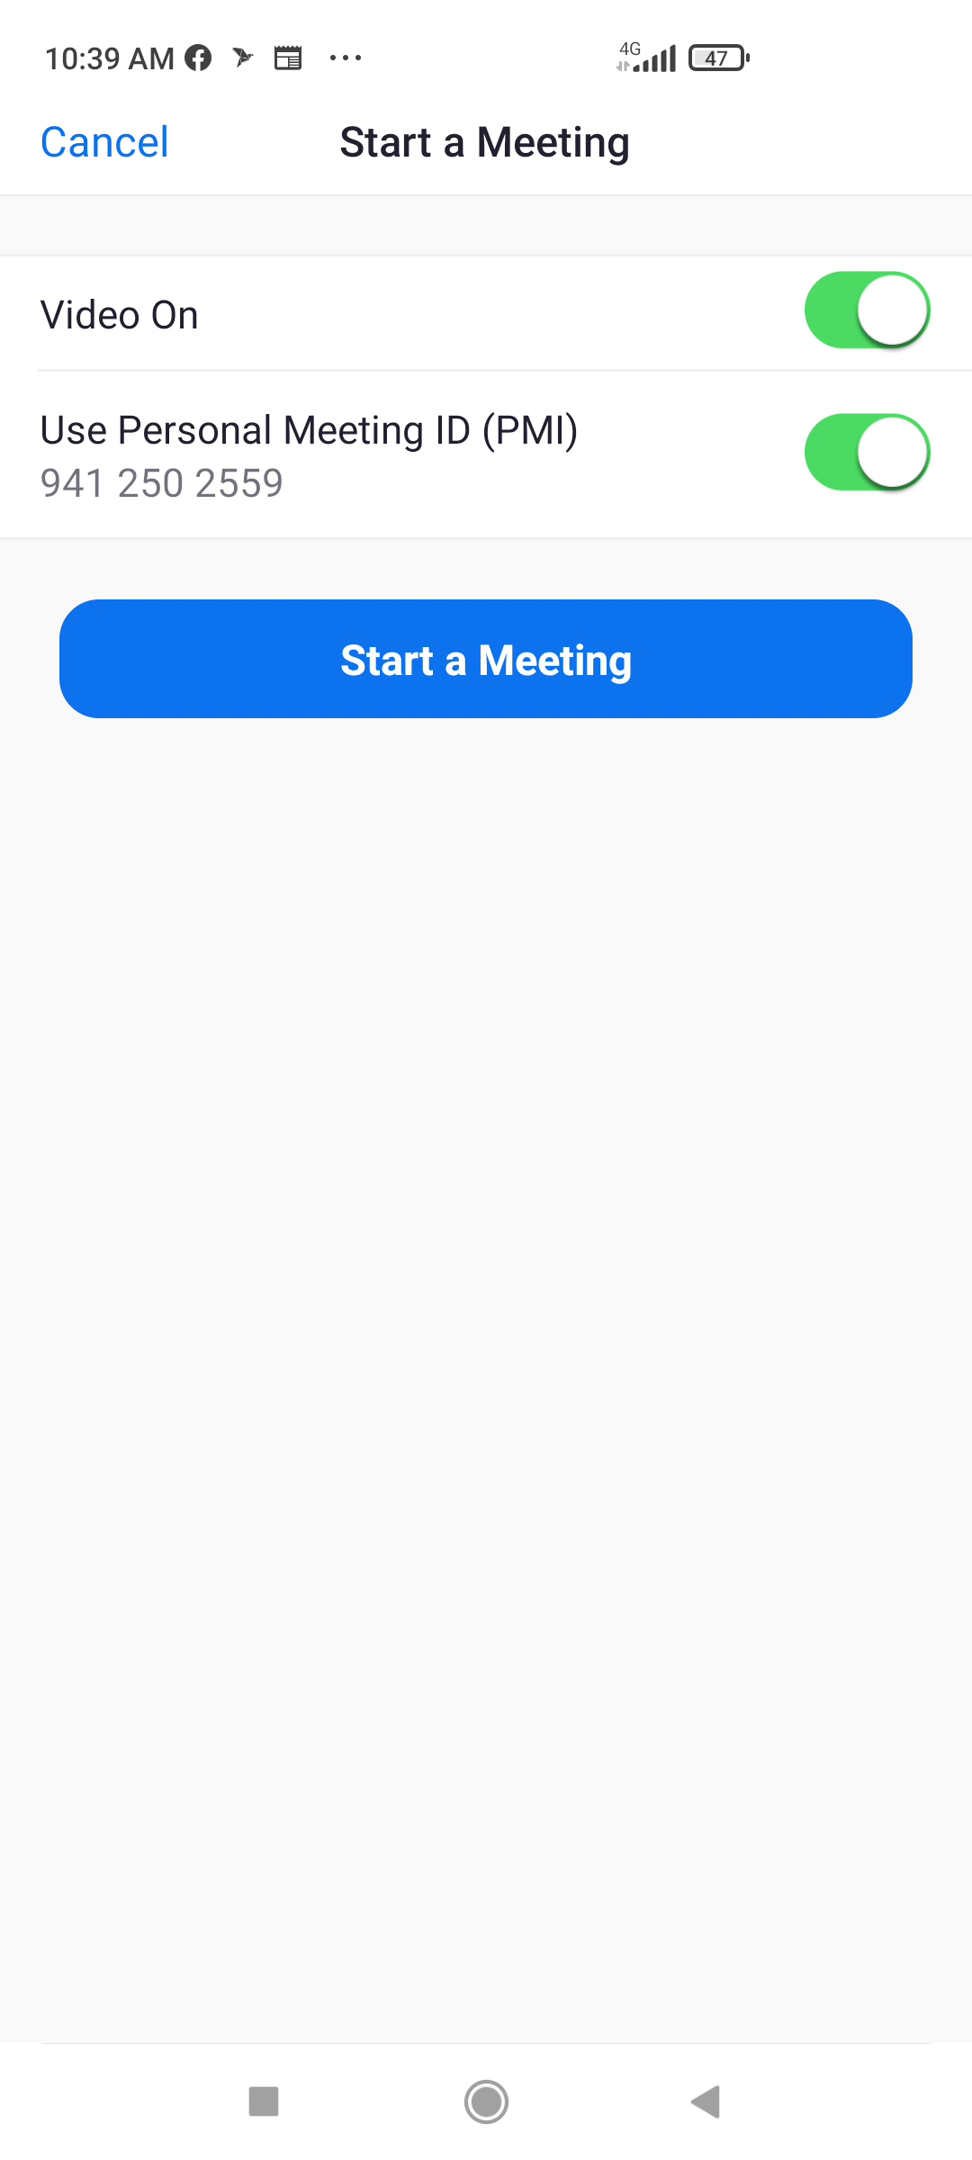 10:39 AM
4G
47
Cancel
Start a Meeting
Video On
Use Personal Meeting ID (PMI)
941 250 2559
Start a Meeting